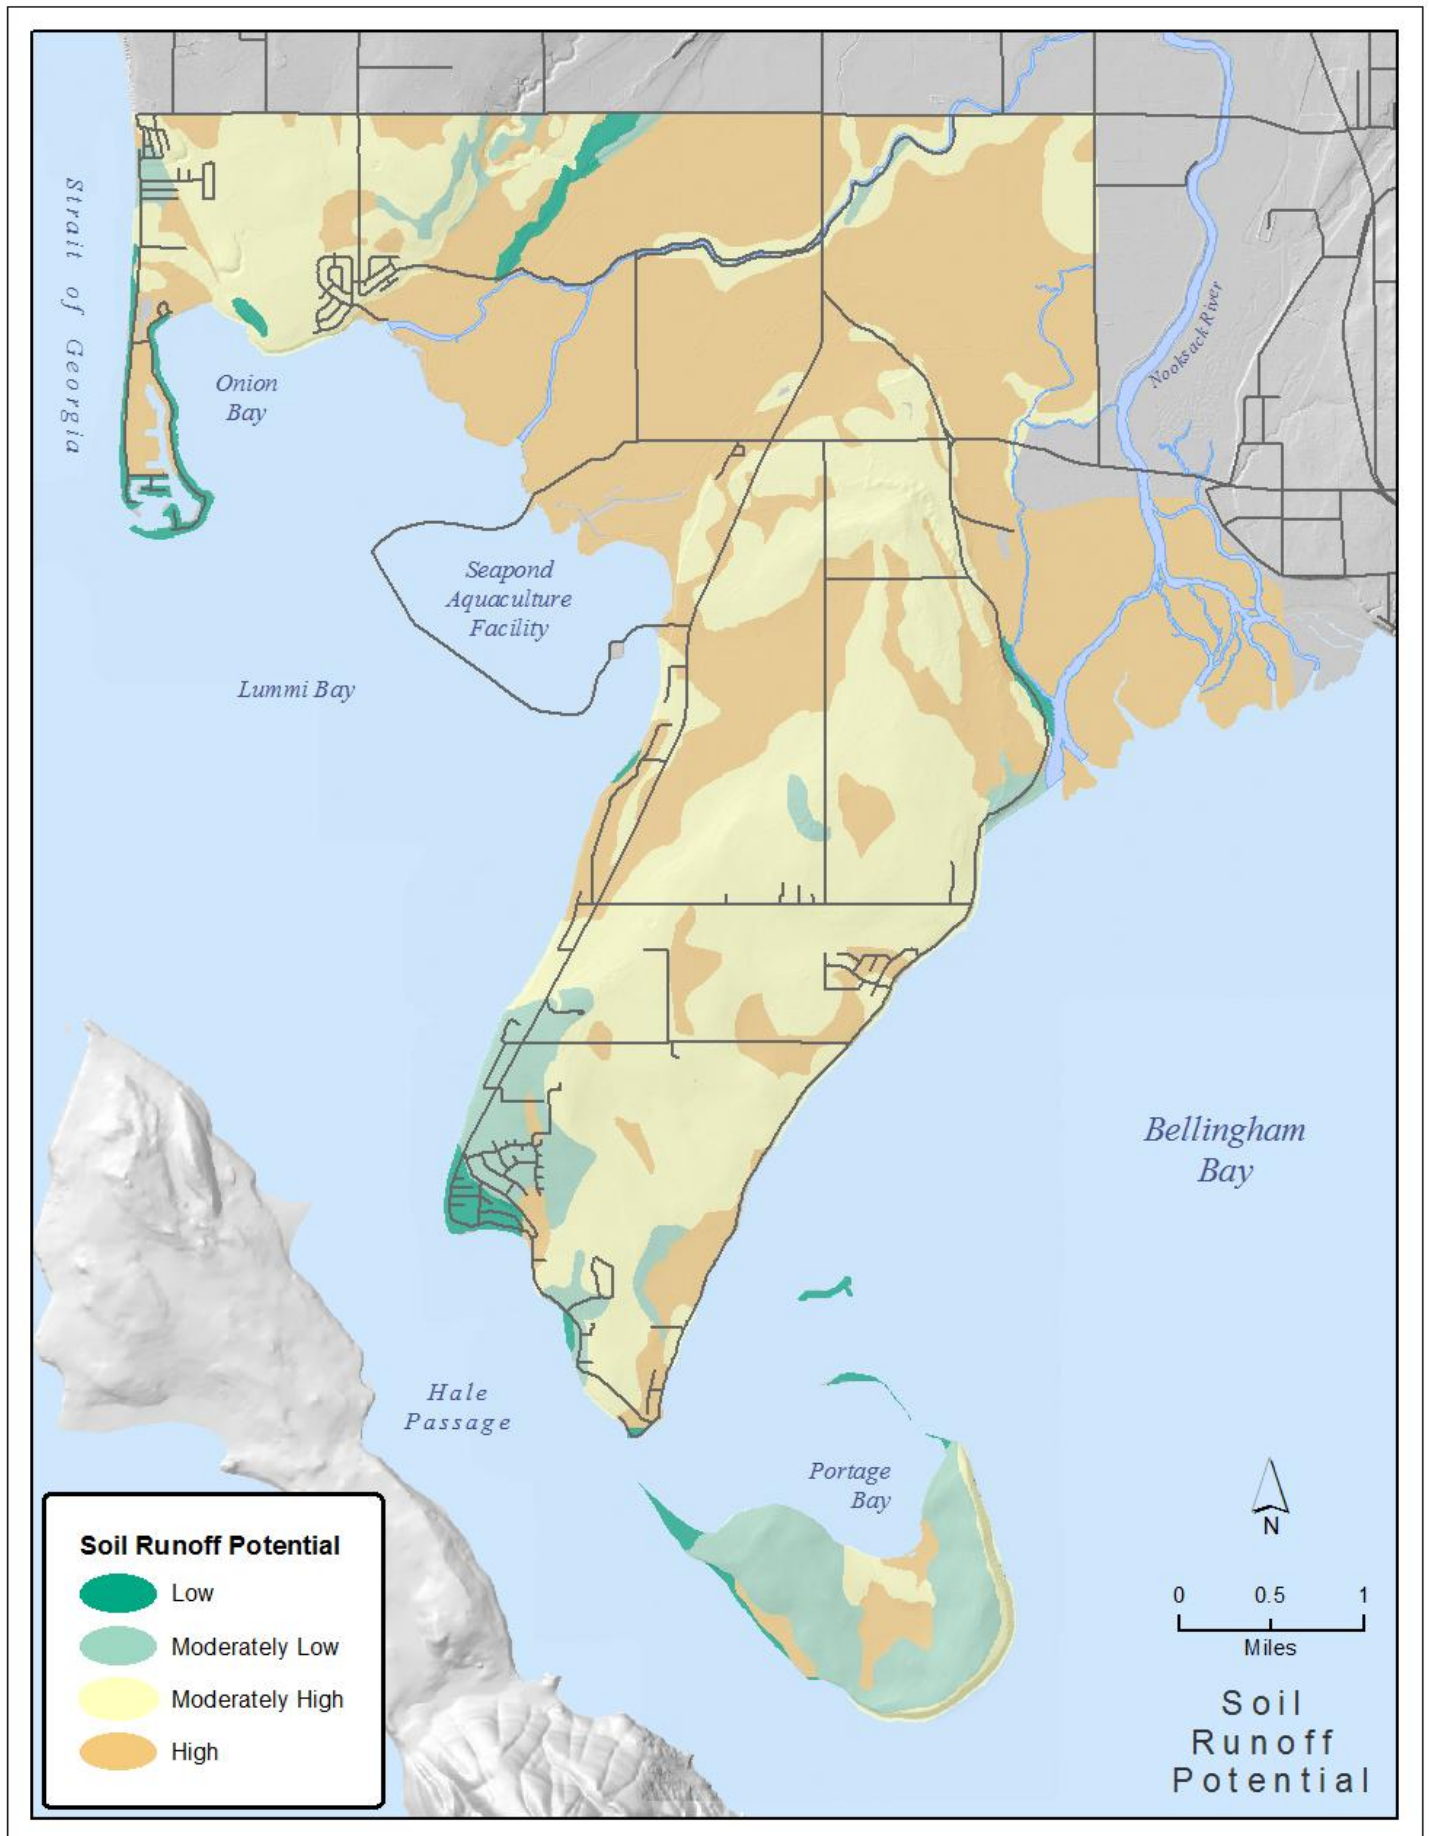 Strait of Georgia
Nooksack River
Onion
Bay
Seapond
Aquaculture
Facility
Lummi Bay
Bellingham
Bay
Hale
Passage
Portage
Bay
N
0 0.5 1
Miles
Soil Runoff Potential
Low
Moderately Low
Moderately High
High
Soil
Runoff
Potential